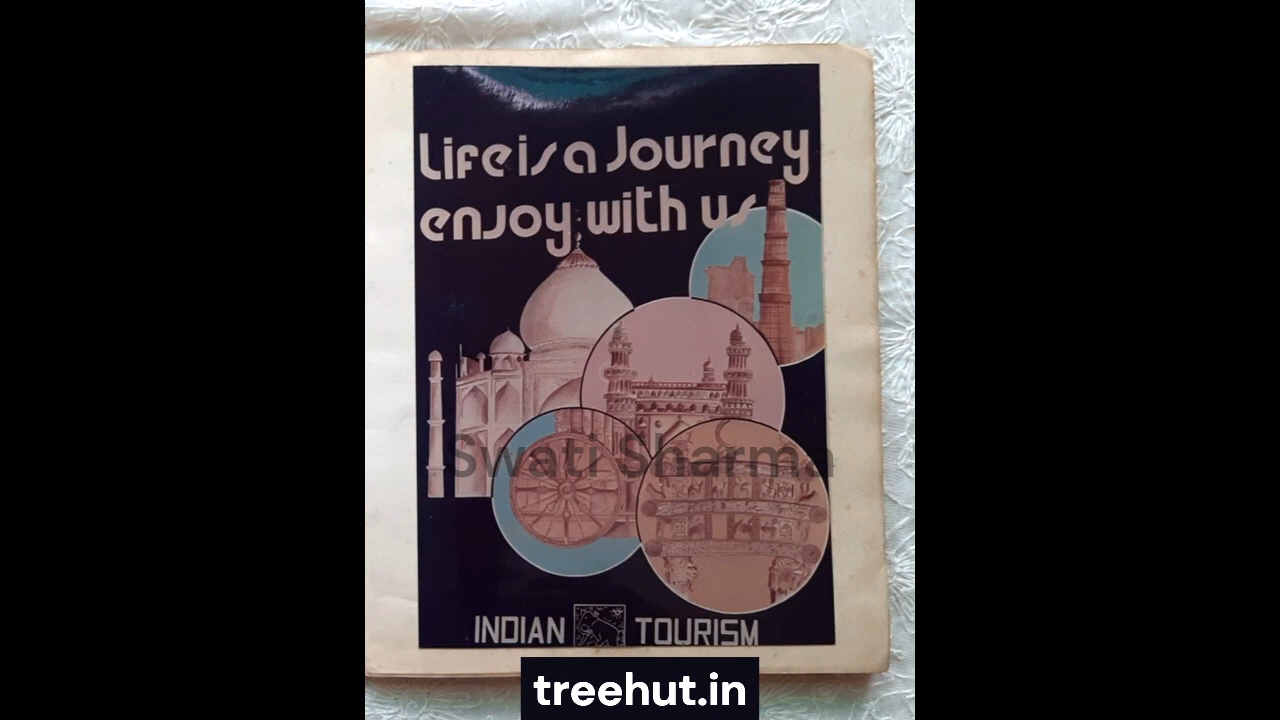 Life is a Journey
enjoy with us
Swati Sharma
INDIAN TOURISM
treehut.in